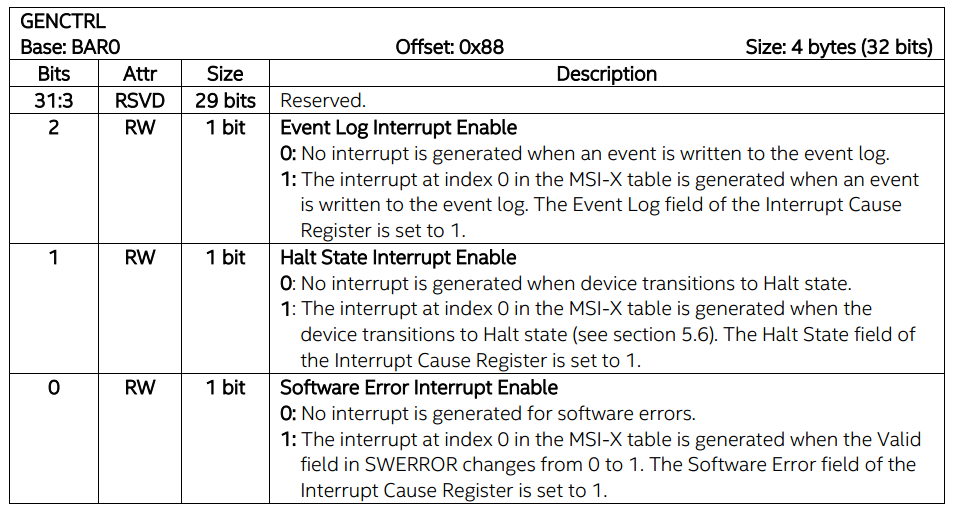 GENCTRL
Base: BAR0 Offset: 0x88 Size: 4 bytes (32 bits)
Bits Attr Size Description
31:3 RSVD 29 bits Reserved.
2 RW 1 bit Event Log Interrupt Enable
0: No interrupt is generated when an event is written to the event log.
1: The interrupt at index 0 in the MSI-X table is generated when an event
is written to the event log. The Event Log field of the Interrupt Cause
Register is set to 1.
1 RW 1 bit Halt State Interrupt Enable
0: No interrupt is generated when device transitions to Halt state.
1: The interrupt at index 0 in the MSI-X table is generated when the
device transitions to Halt state (see section 5.6). The Halt State field of
the Interrupt Cause Register is set to 1.
0 RW 1 bit Software Error Interrupt Enable
0: No interrupt is generated for software errors.
1: The interrupt at index 0 in the MSI-X table is generated when the Valid
field in SWERROR changes from 0 to 1. The Software Error field of the
Interrupt Cause Register is set to 1.